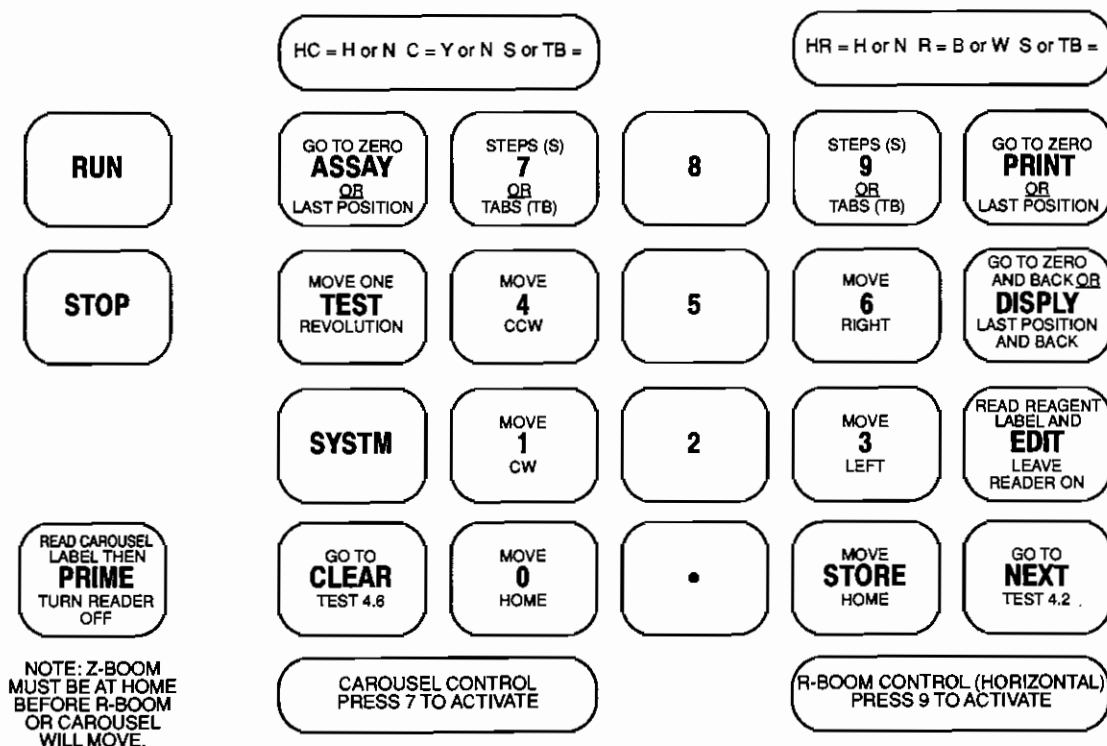 HC = H or N C = Y or N S or TB =
HR = H or N R = B or W S or TB =
RUN
GO TO ZERO
ASSAY
OR
LAST POSITION
STEPS (S)
7
OR
TABS (TB)
8
STEPS (S)
9
OR
TABS (TB)
GO TO ZERO
PRINT
OR
LAST POSITION
STOP
MOVE ONE
TEST
REVOLUTION
MOVE
4
CCW
5
MOVE
6
RIGHT
GO TO ZERO
AND BACK OR
DISPLY
LAST POSITION
AND BACK
SYSTM
MOVE
1
CW
2
MOVE
3
LEFT
READ REAGENT
LABEL AND
EDIT
LEAVE
READER ON
READ CAROUSEL
LABEL THEN
PRIME
TURN READER
OFF
GO TO
CLEAR
TEST 4.6
MOVE
0
HOME
•
MOVE
STORE
HOME
GO TO
NEXT
TEST 4.2
NOTE: Z-BOOM
MUST BE AT HOME
BEFORE R-BOOM
OR CAROUSEL
WILL MOVE.
CAROUSEL CONTROL
PRESS 7 TO ACTIVATE
R-BOOM CONTROL (HORIZONTAL)
PRESS 9 TO ACTIVATE